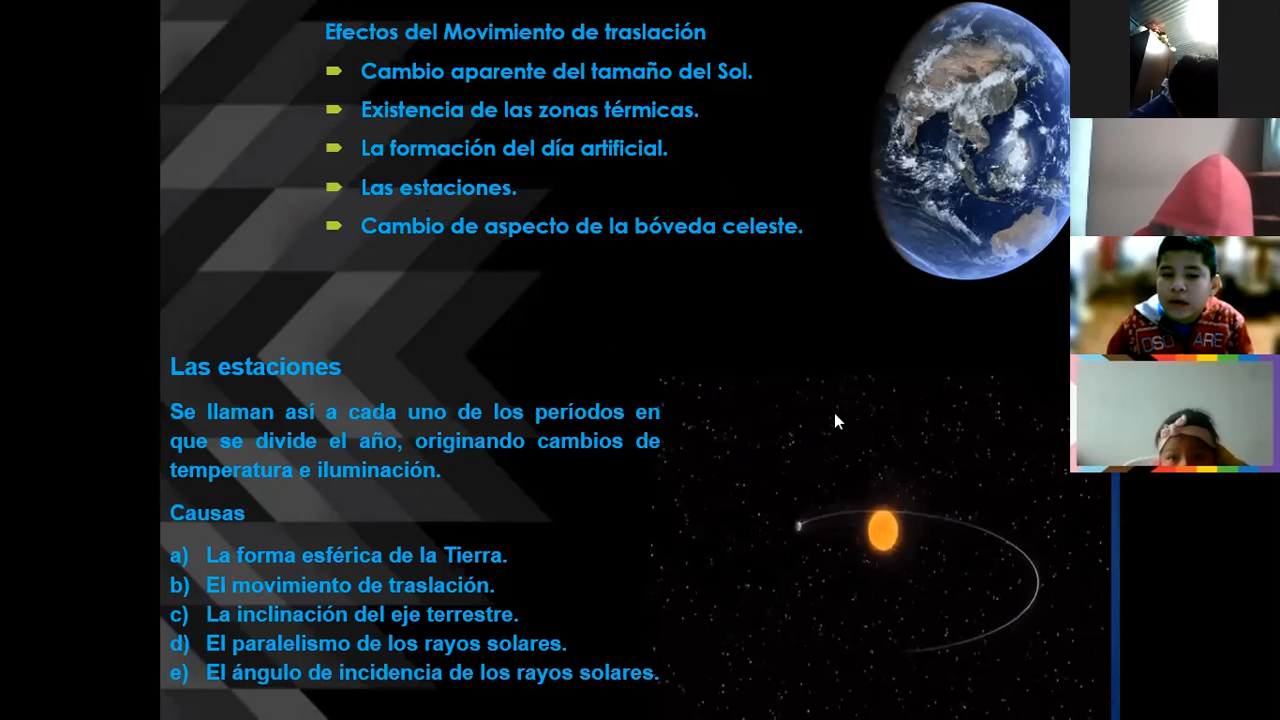 Efectos del Movimiento de traslación
Cambio aparente del tamaño del Sol.
Existencia de las zonas térmicas.
La formación del día artificial.
Las estaciones.
Cambio de aspecto de la bóveda celeste.
Las estaciones
Se llaman así a cada uno de los períodos en
que se divide el año, originando cambios de
temperatura e iluminación.
Causas
a) La forma esférica de la Tierra.
b) El movimiento de traslación.
c) La inclinación del eje terrestre.
d) El paralelismo de los rayos solares.
e) El ángulo de incidencia de los rayos solares.